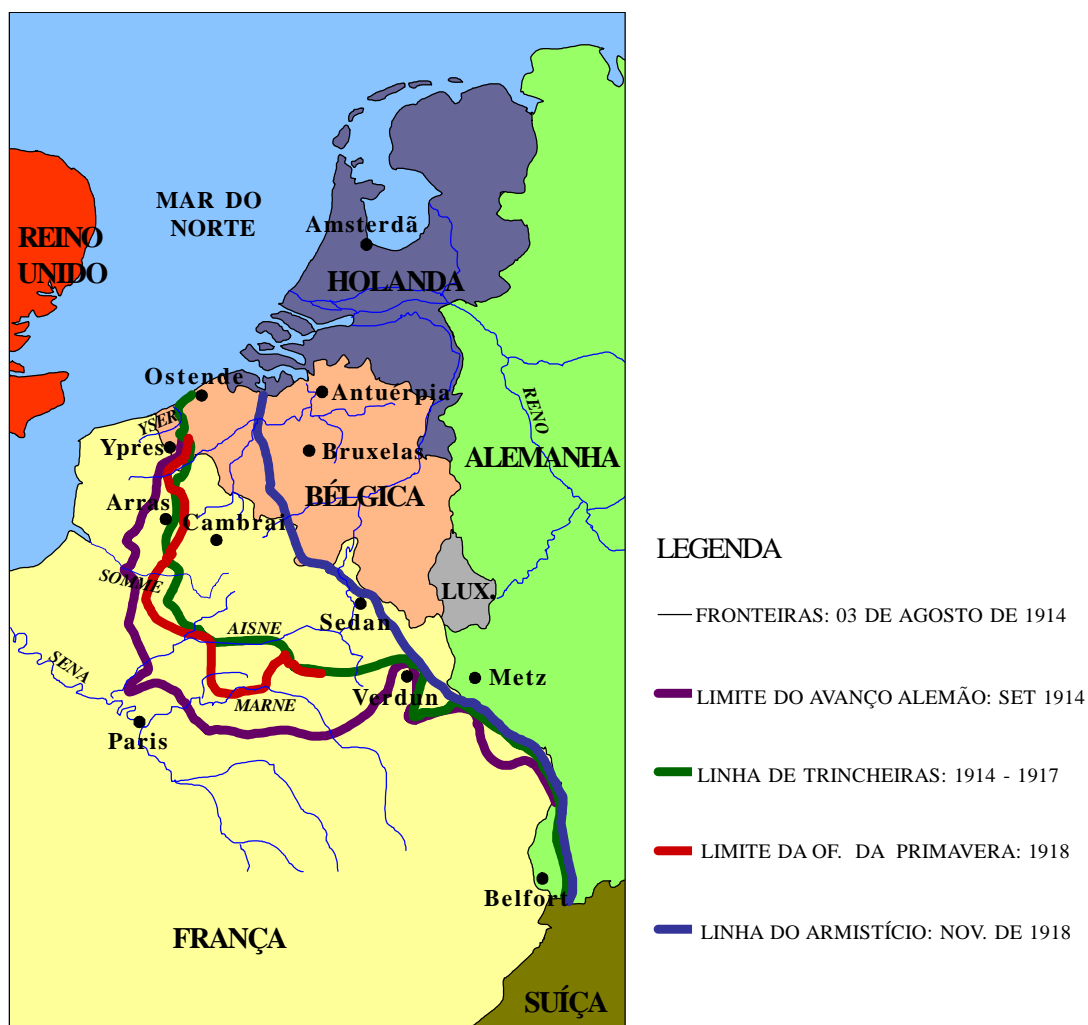 MAR DO
NORTE
REINO
UNIDO
Amsterdã
HOLANDA
Ostende
Antuérpia
YSER
RENO
Ypres
Bruxelas
ALEMANHA
BÉLGICA
Arras
Cambrai
SOMME
LUX.
Sedan
AISNE
SENA
Verdun
Metz
MARNE
Paris
Belfort
FRANÇA
SUÍÇA
LEGENDA
FRONTEIRAS: 03 DE AGOSTO DE 1914
LIMITE DO AVANÇO ALEMÃO: SET 1914
LINHA DE TRINCHEIRAS: 1914 - 1917
LIMITE DA OF. DA PRIMAVERA: 1918
LINHA DO ARMISTÍCIO: NOV. DE 1918